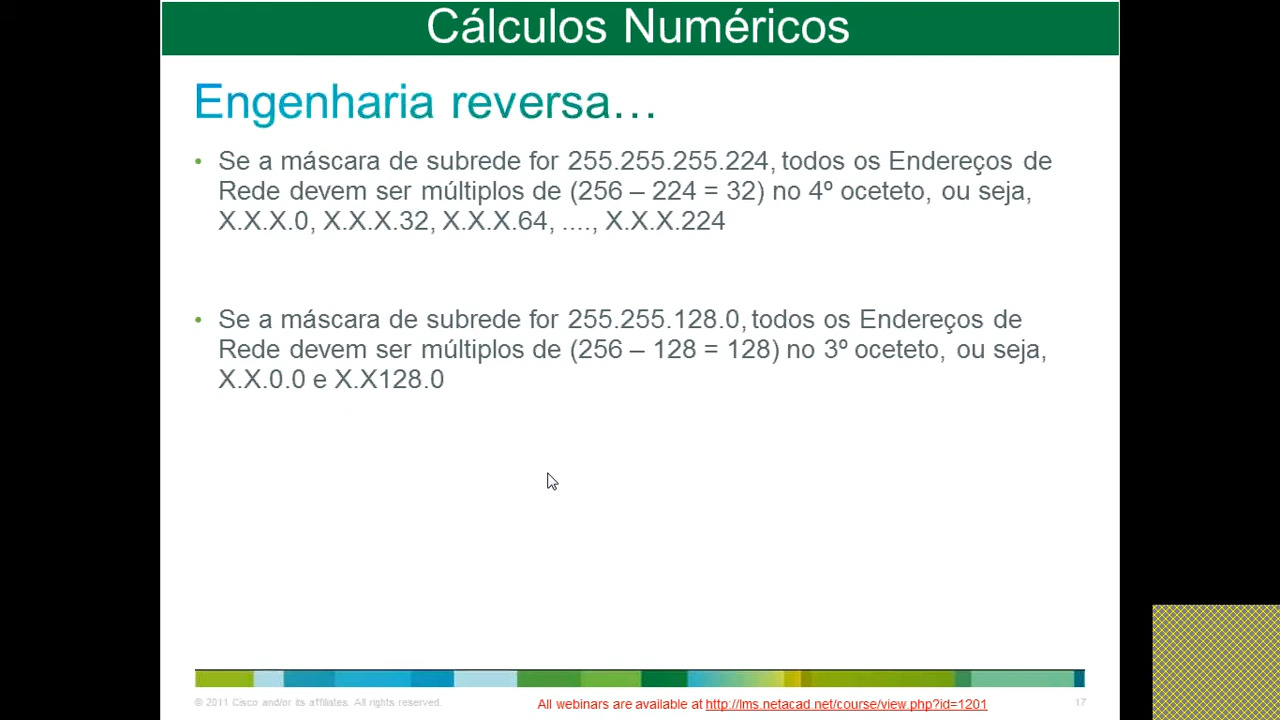 Cálculos Numéricos
Engenharia reversa…
• Se a máscara de subrede for 255.255.255.224, todos os Endereços de
Rede devem ser múltiplos de (256 – 224 = 32) no 4º oceteto, ou seja,
X.X.X.0, X.X.X.32, X.X.X.64, ...., X.X.X.224
• Se a máscara de subrede for 255.255.128.0, todos os Endereços de
Rede devem ser múltiplos de (256 – 128 = 128) no 3º oceteto, ou seja,
X.X.0.0 e X.X128.0
© 2011 Cisco and/or its affiliates. All rights reserved.
All webinars are available at http://lms.netacad.net/course/view.php?id=1201
17